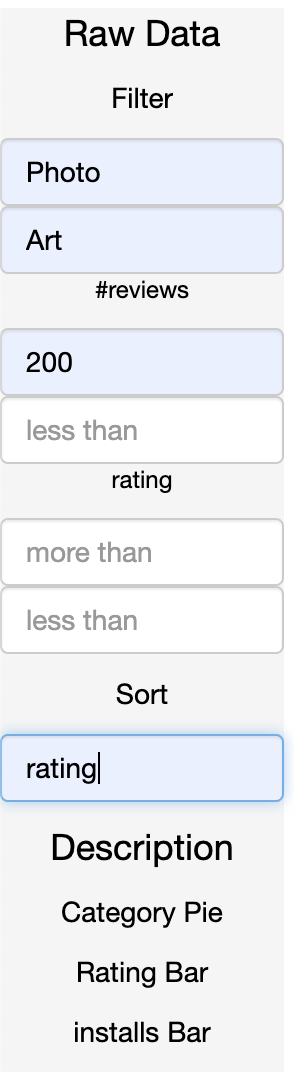 Raw Data
Filter
Photo
Art
#reviews
200
less than
rating
more than
less than
Sort
rating
Description
Category Pie
Rating Bar
installs Bar